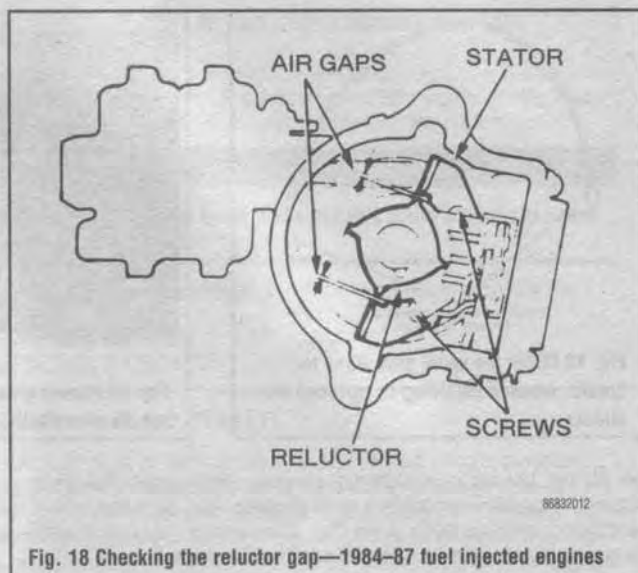 AIR GAPS
STATOR
SCREWS
RELUCTOR
86832012
Fig. 18 Checking the reluctor gap—1984–87 fuel injected engines